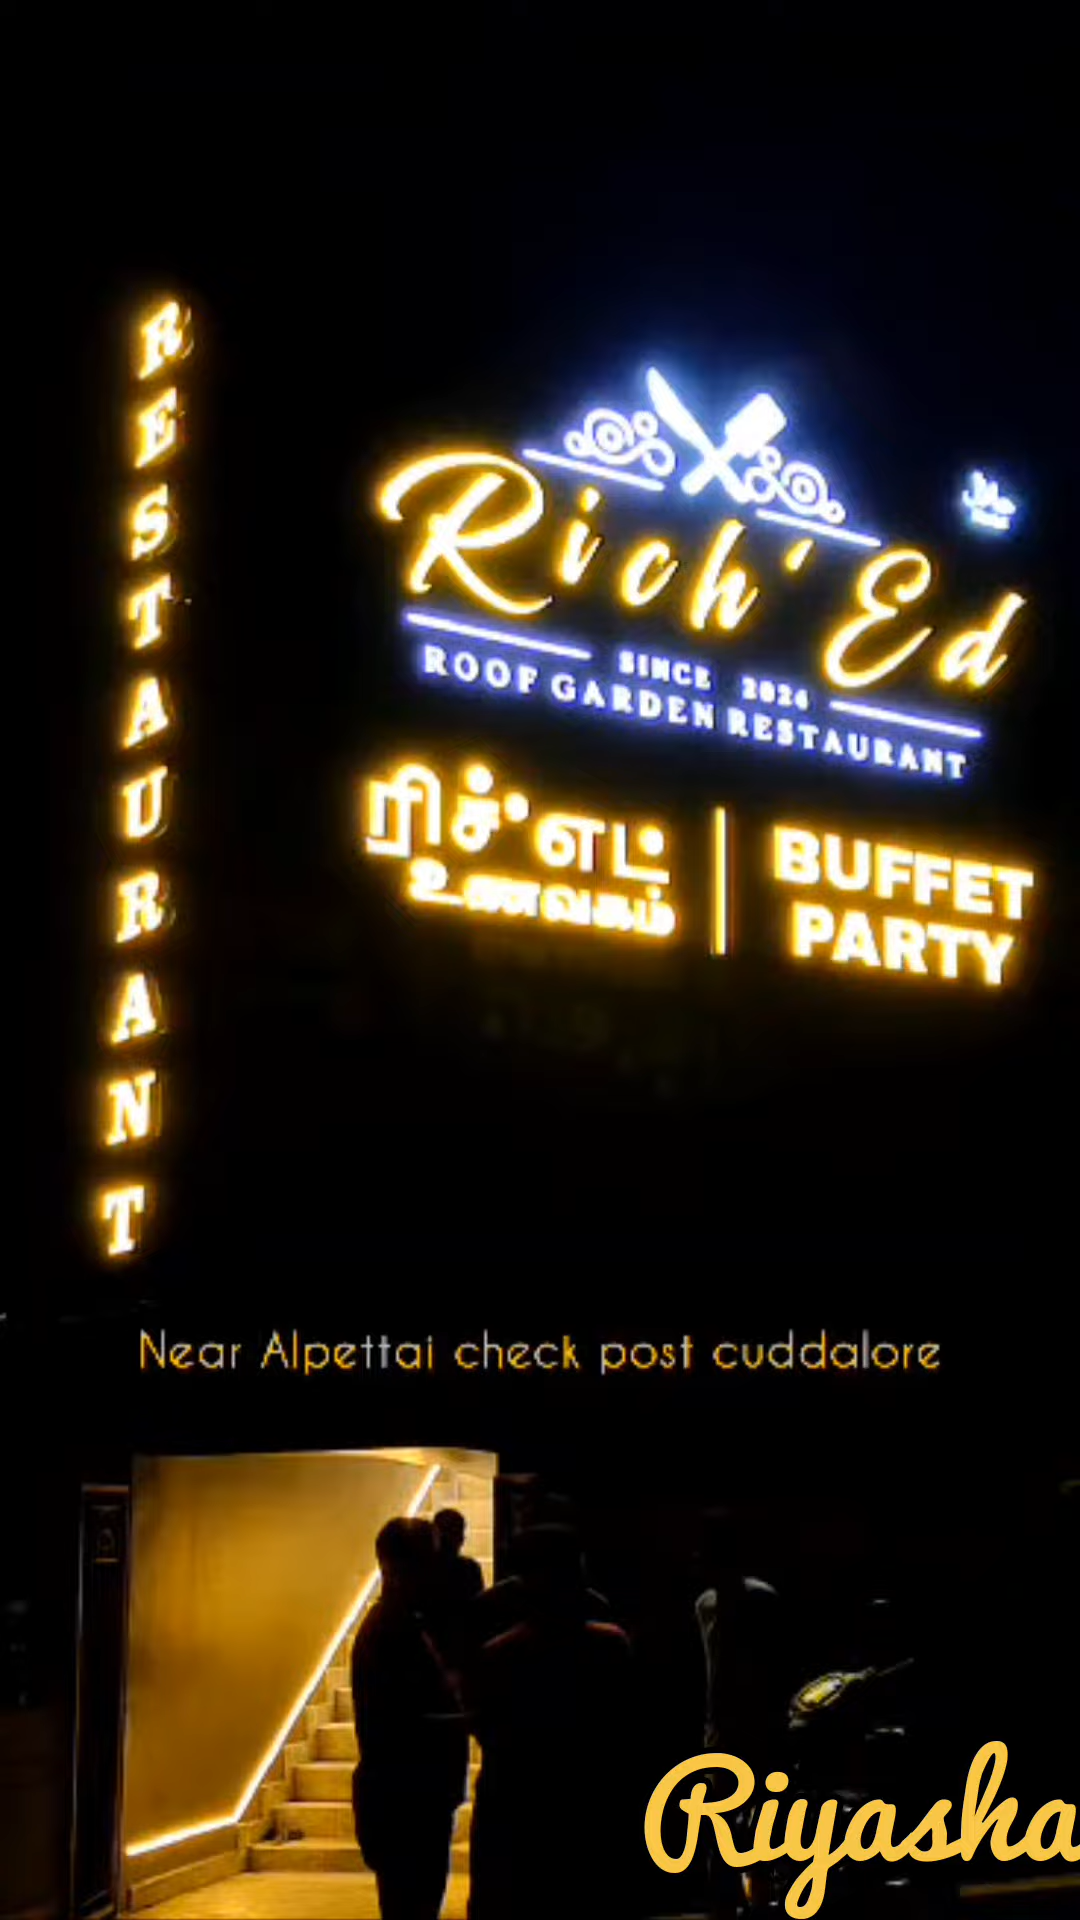 RESTAURANT
Rich'Ed
SINCE 2024
ROOF GARDEN RESTAURANT
ரிச்'எட்
உணவகம்
BUFFET
PARTY
Near Alpettai check post cuddalore
Riyasha